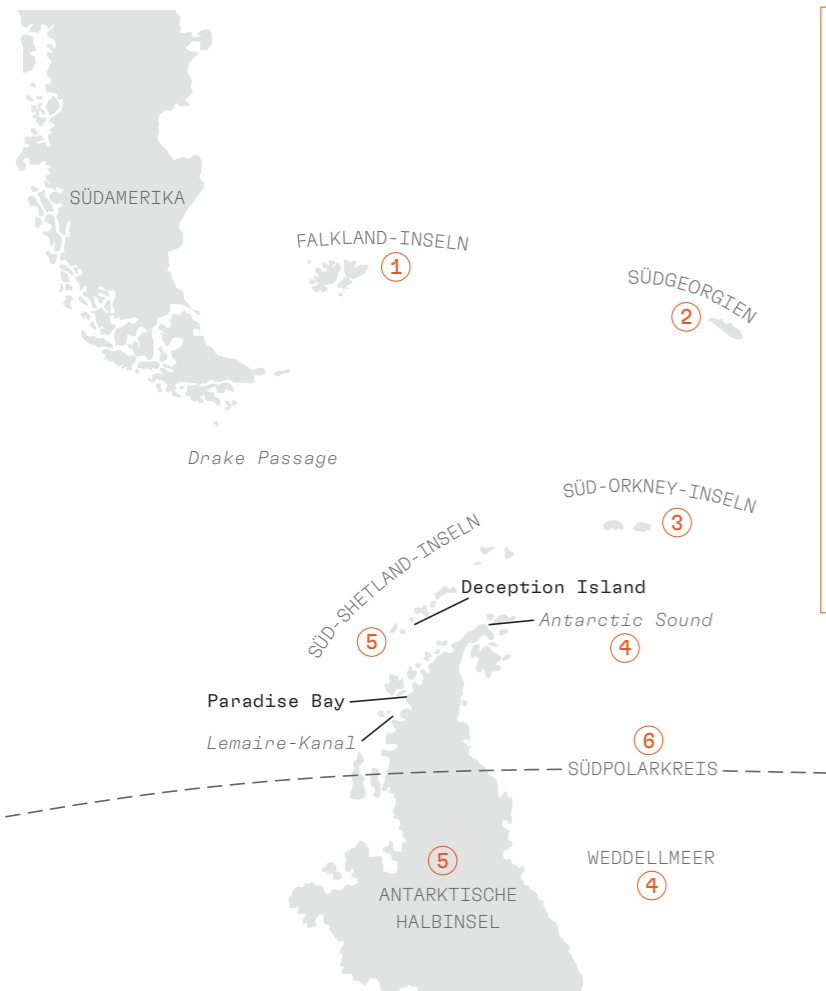 SÜDAMERIKA
FALKLAND-INSELN
1
SÜDGEORGIEN
2
Drake Passage
SÜD-ORKNEY-INSELN
3
SÜD-SHETLAND-INSELN
5
Deception Island
Antarctic Sound
4
Paradise Bay
Lemaire-Kanal
6
SÜDPOLARKREIS
5
ANTARKTISCHE
HALBINSEL
WEDDELLMEER
4